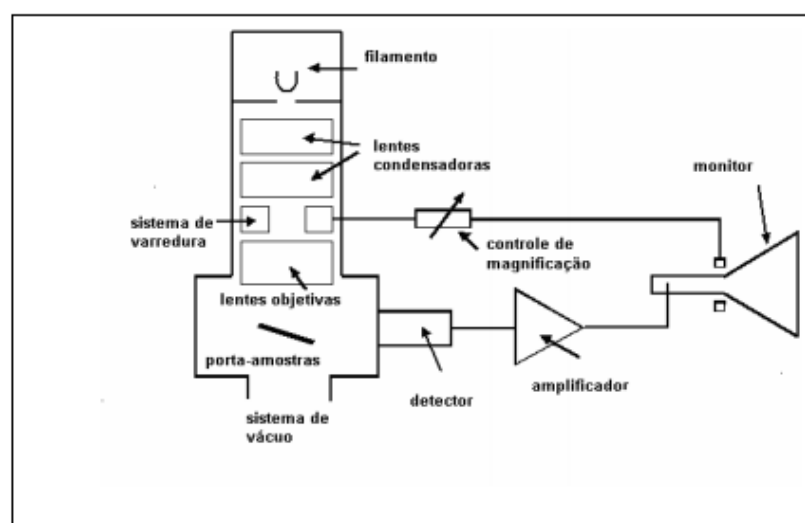 filamento
lentes
condensadoras
monitor
sistema de
varredura
controle de
magnificação
lentes objetivas
porta-amostras
detector
amplificador
sistema de
vácuo